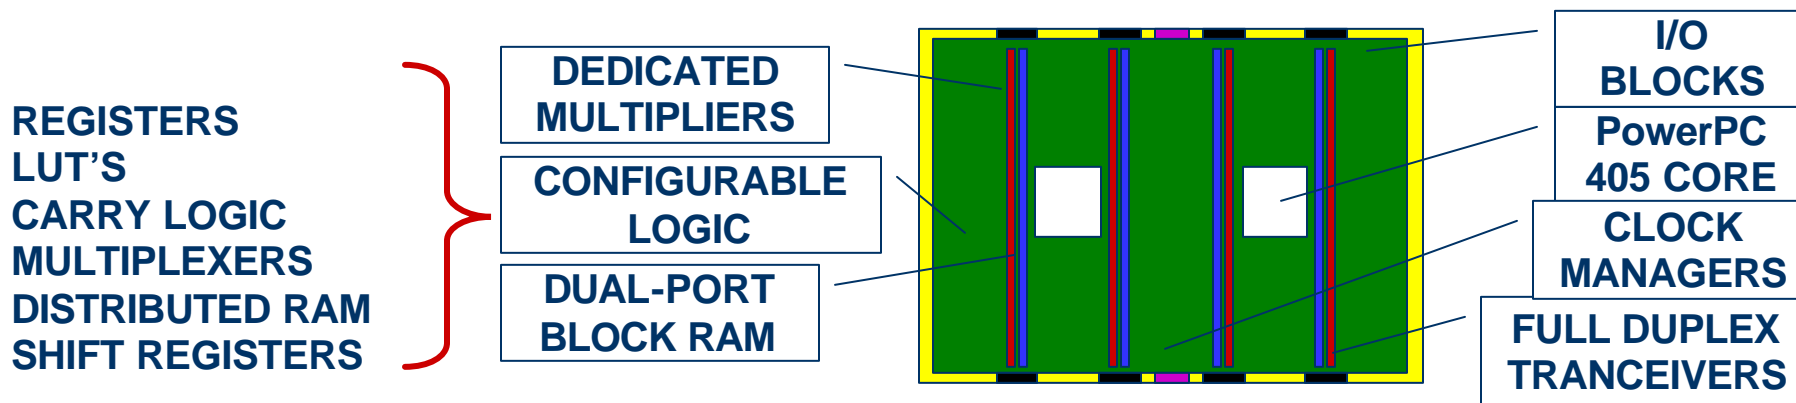 REGISTERS
LUT’S
CARRY LOGIC
MULTIPLEXERS
DISTRIBUTED RAM
SHIFT REGISTERS
DEDICATED
MULTIPLIERS
CONFIGURABLE
LOGIC
DUAL-PORT
BLOCK RAM
I/O
BLOCKS
PowerPC
405 CORE
CLOCK
MANAGERS
FULL DUPLEX
TRANCEIVERS